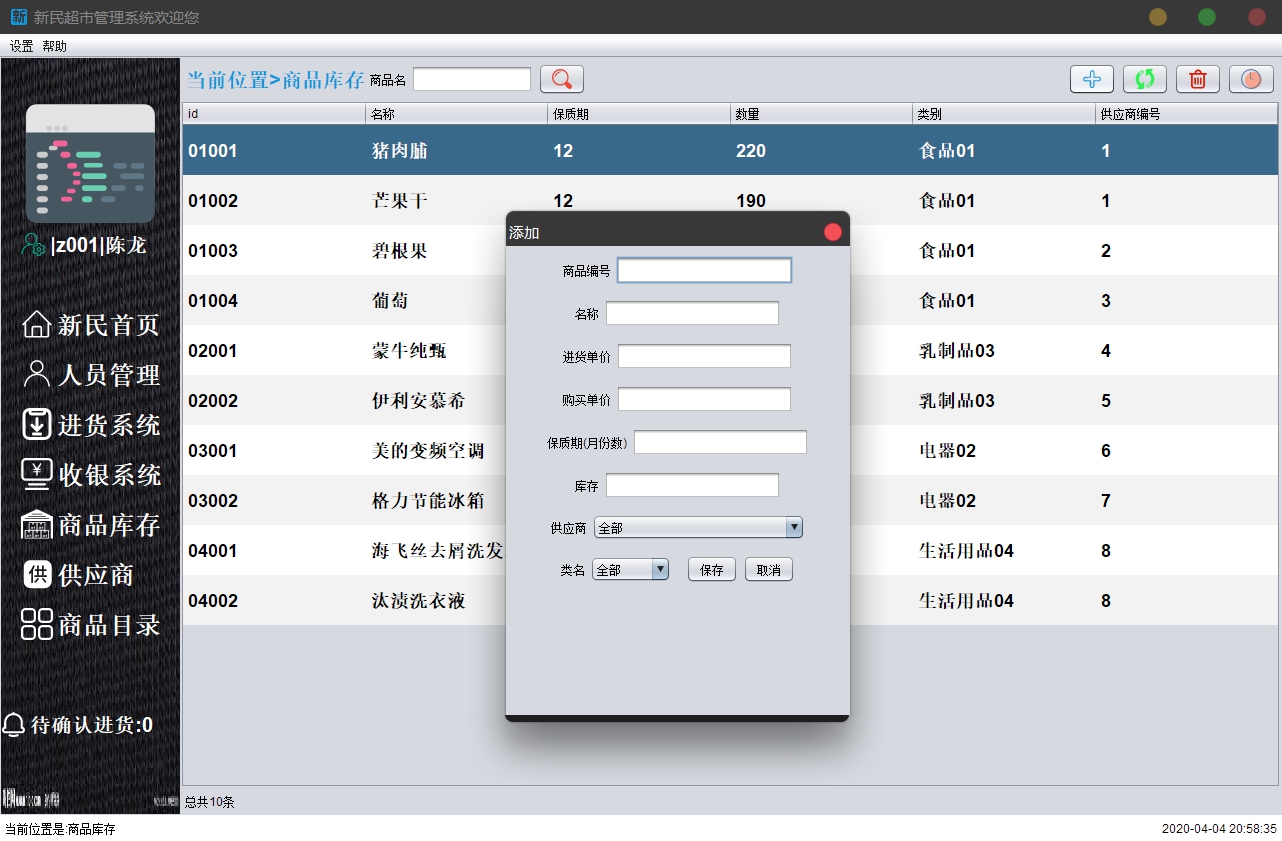 新 新民超市管理系统欢迎您
设置 帮助
当前位置>商品库存 商品名
id 名称 保质期 数量 类别 供应商编号
01001 猪肉脯 12 220 食品01 1
01002 芒果干 12 190 食品01 1
01003 碧根果 食品01 2
01004 葡萄 食品01 3
02001 蒙牛纯甄 乳制品03 4
02002 伊利安慕希 乳制品03 5
03001 美的变频空调 电器02 6
03002 格力节能冰箱 电器02 7
04001 海飞丝去屑洗发 生活用品04 8
04002 汰渍洗衣液 生活用品04 8
|z001|陈龙
新民首页
人员管理
进货系统
收银系统
商品库存
供 供应商
商品目录
待确认进货:0
添加
商品编号
名称
进货单价
购买单价
保质期(月份数)
库存
供应商 全部
类名 全部 保存 取消
总共10条
当前位置是:商品库存 2020-04-04 20:58:35